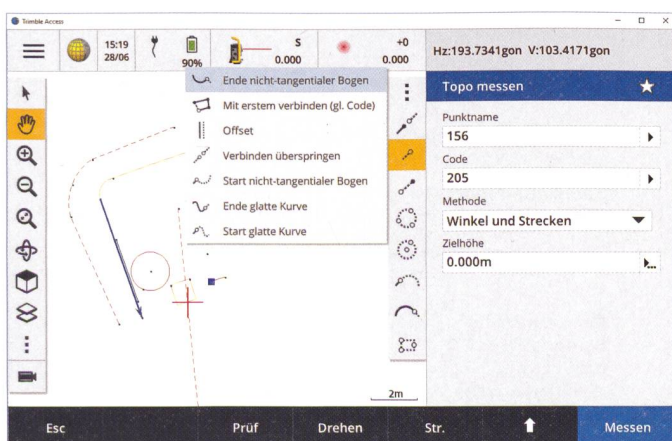 Trimble Access
15:19
28/06
90%
S
0.000
+0
0.000
Hz:193.7341gon V:103.4171gon
Ende nicht-tangentialer Bogen
Mit erstem verbinden (gl. Code)
Offset
Verbinden überspringen
Start nicht-tangentialer Bogen
Ende glatte Kurve
Start glatte Kurve
2m
Topo messen
Punktname
156
Code
205
Methode
Winkel und Strecken
Zielhöhe
0.000m
Esc
Prüf
Drehen
Str.
Messen